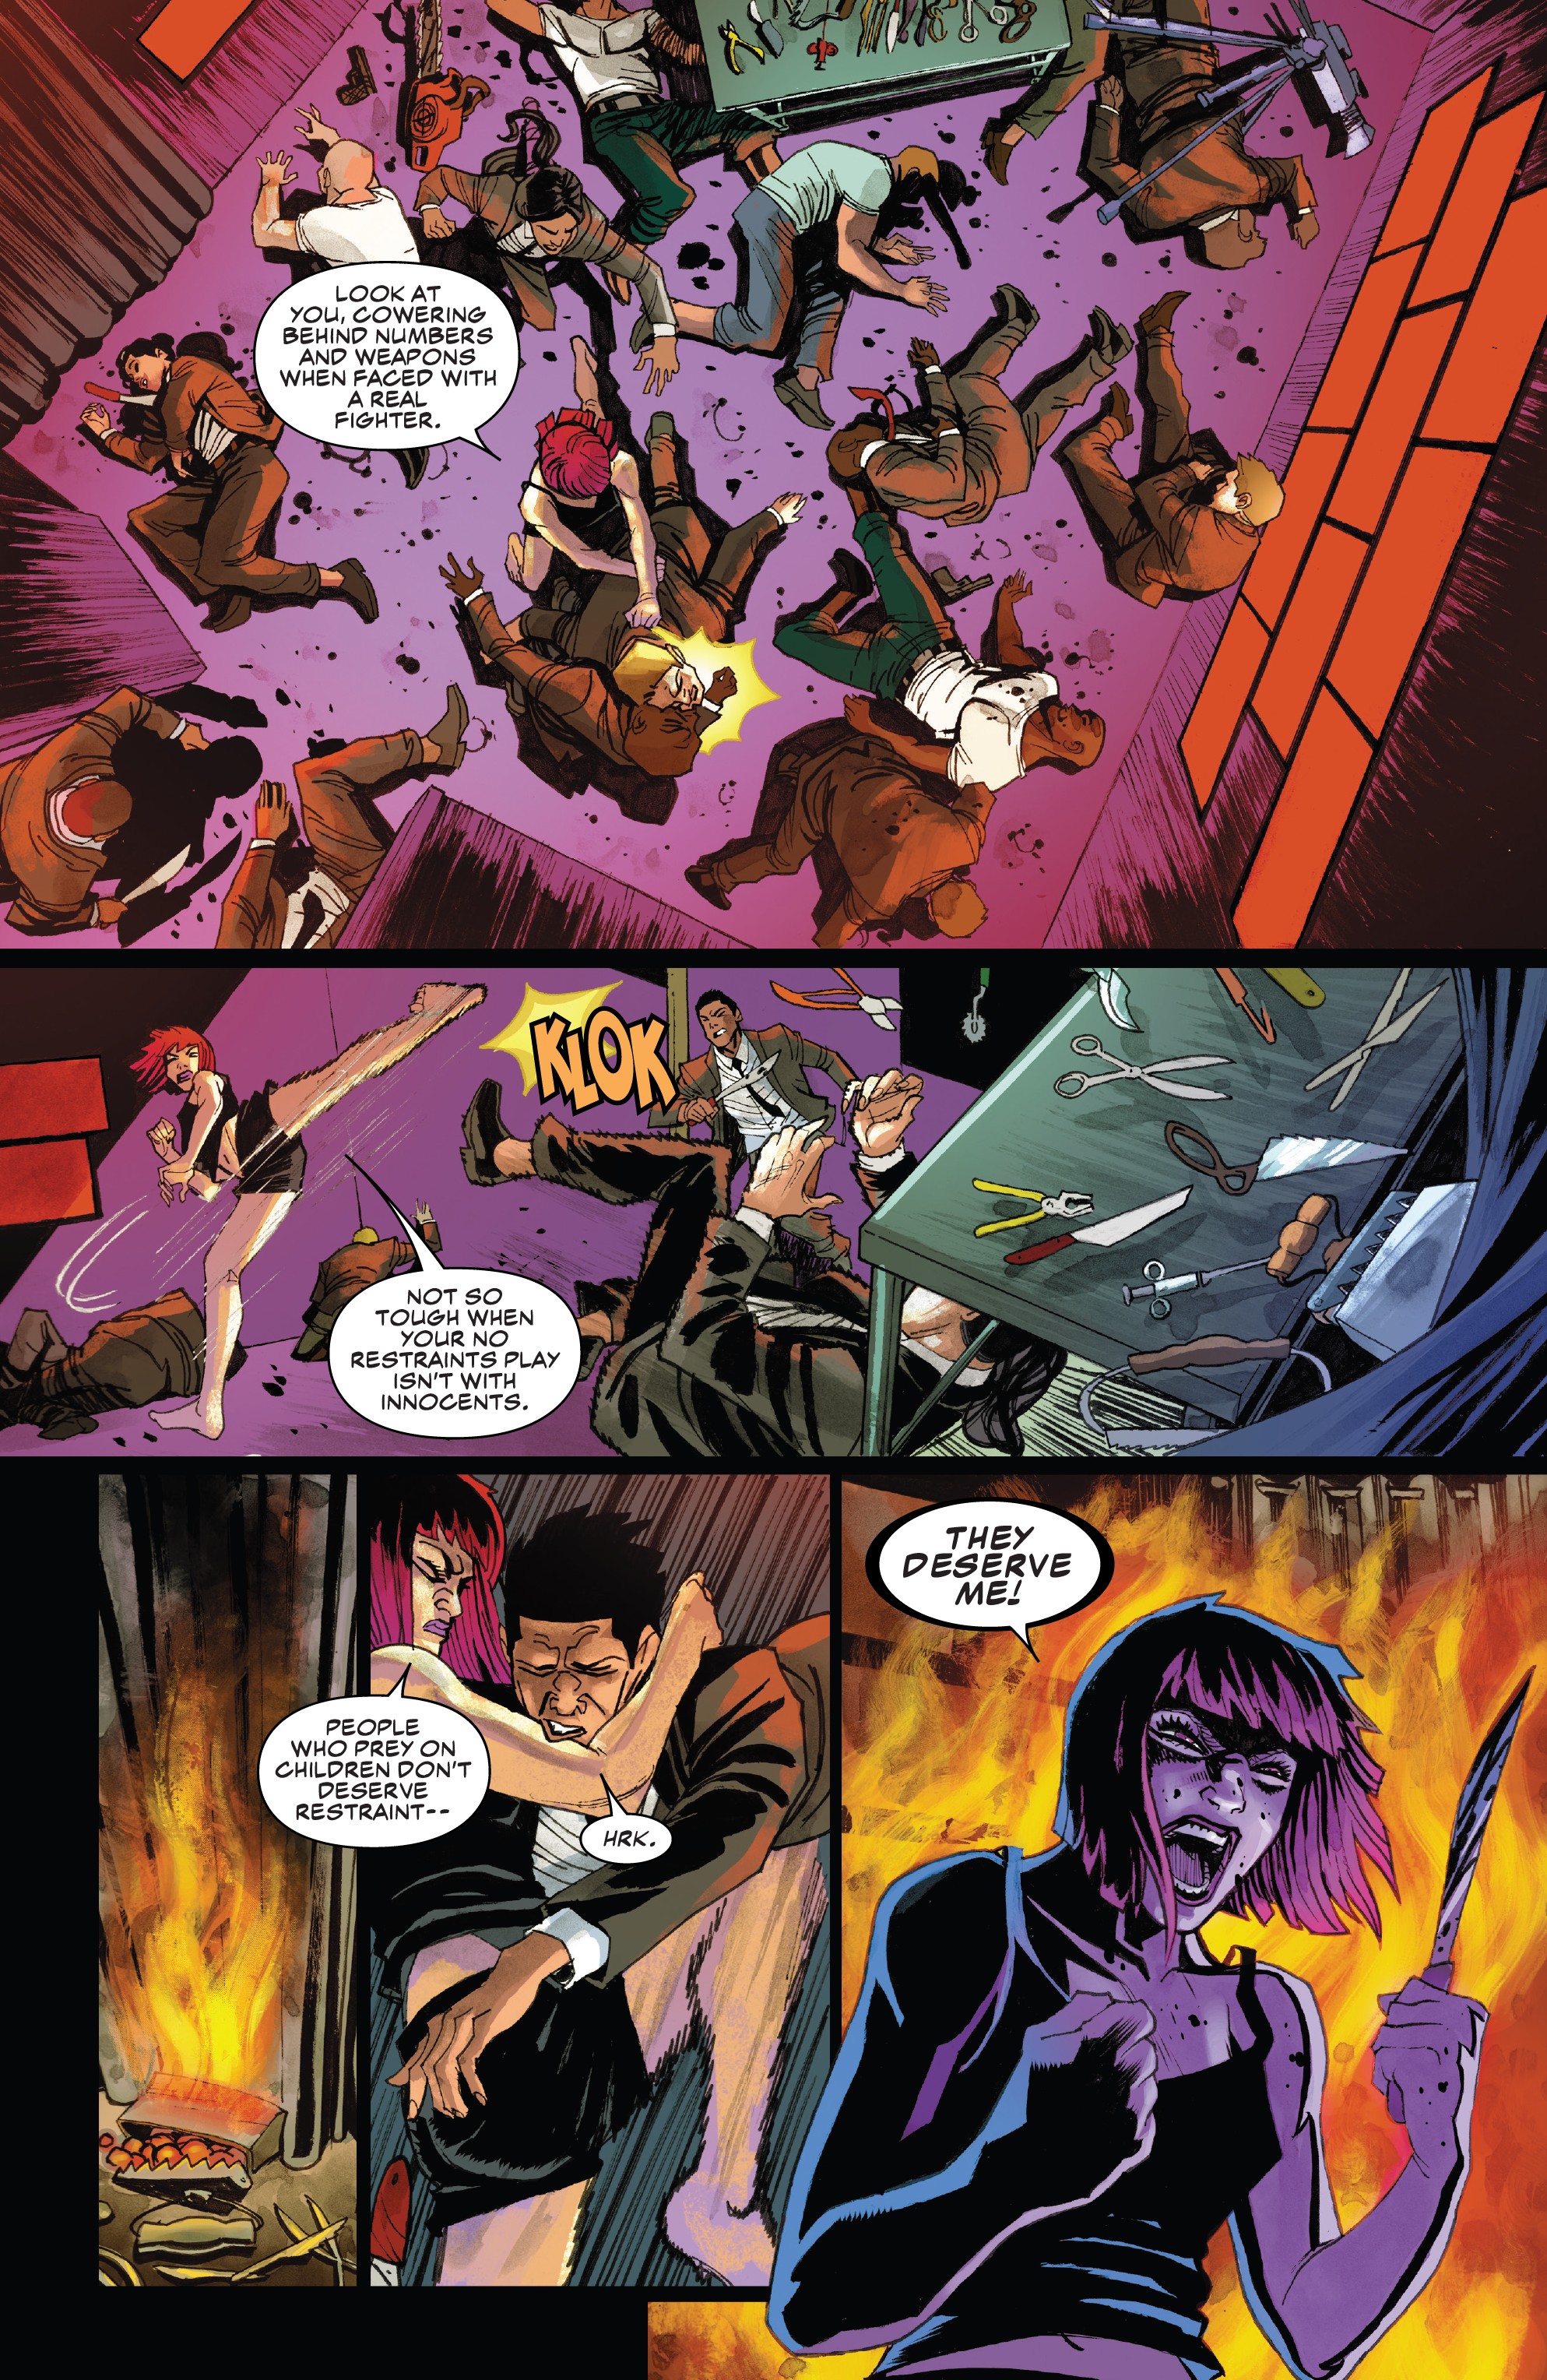 LOOK AT
YOU, COWERING
BEHIND NUMBERS
AND WEAPONS
WHEN FACED WITH
A REAL
FIGHTER.
KLOK
NOT SO
TOUGH WHEN
YOUR NO
RESTRAINTS PLAY
ISN'T WITH
INNOCENTS.
PEOPLE
WHO PREY ON
CHILDREN DON'T
DESERVE
RESTRAINT--
HRK.
THEY
DESERVE
ME!